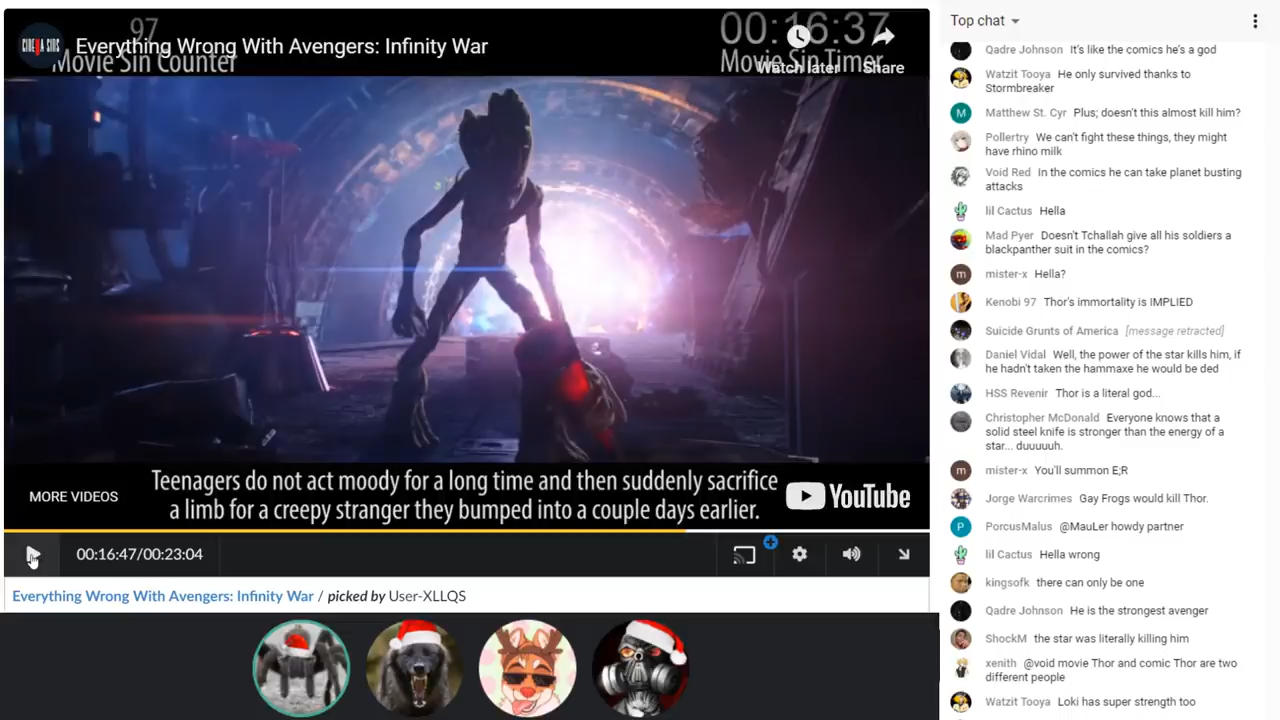 97
00:16:37
CINEMA SINS
Everything Wrong With Avengers: Infinity War
Movie Sin Counter
Movie Sin Timer
Watch later
Share
Teenagers do not act moody for a long time and then suddenly sacrifice
a limb for a creepy stranger they bumped into a couple days earlier.
MORE VIDEOS
YouTube
00:16:47/00:23:04
Everything Wrong With Avengers: Infinity War / picked by User-XLLQS
Top chat
Qadre Johnson It's like the comics he's a god
Watzit Tooya He only survived thanks to
Stormbreaker
M
Matthew St. Cyr Plus; doesn't this almost kill him?
Pollertry We can't fight these things, they might
have rhino milk
Void Red In the comics he can take planet busting
attacks
lil Cactus Hella
Mad Pyer Doesn't Tchallah give all his soldiers a
blackpanther suit in the comics?
m
mister-x Hella?
Kenobi 97 Thor's immortality is IMPLIED
Suicide Grunts of America [message retracted]
Daniel Vidal Well, the power of the star kills him, if
he hadn't taken the hammaxe he would be ded
HSS Revenir Thor is a literal god...
Christopher McDonald Everyone knows that a
solid steel knife is stronger than the energy of a
star... duuuuh.
m
mister-x You'll summon E;R
Jorge Warcrimes Gay Frogs would kill Thor.
P
PorcusMalus @MauLer howdy partner
lil Cactus Hella wrong
kingsofk there can only be one
Qadre Johnson He is the strongest avenger
ShockM the star was literally killing him
xenith @void movie Thor and comic Thor are two
different people
Watzit Tooya Loki has super strength too